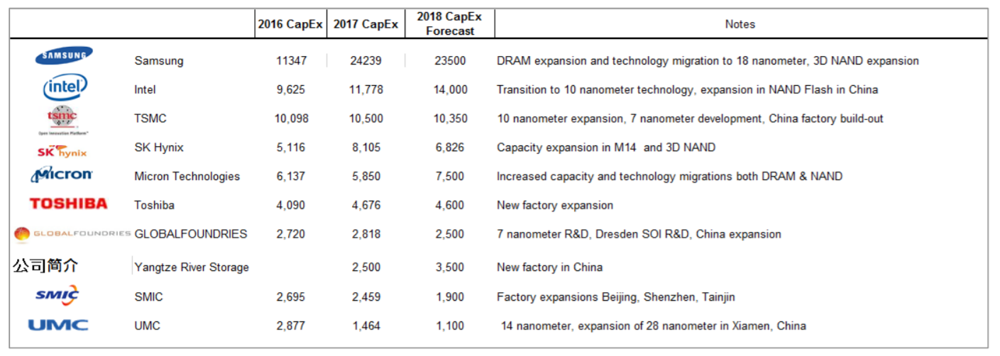 2016 CapEx 2017 CapEx 2018 CapEx Forecast Notes
SAMSUNG Samsung 11347 24239 23500 DRAM expansion and technology migration to 18 nanometer, 3D NAND expansion
intel Intel 9,625 11,778 14,000 Transition to 10 nanometer technology, expansion in NAND Flash in China
tsmc TSMC 10,098 10,500 10,350 10 nanometer expansion, 7 nanometer development, China factory build-out
Open Innovation Platform™
SK hynix SK Hynix 5,116 8,105 6,826 Capacity expansion in M14 and 3D NAND
Micron Micron Technologies 6,137 5,850 7,500 Increased capacity and technology migrations both DRAM & NAND
TOSHIBA Toshiba 4,090 4,676 4,600 New factory expansion
GLOBALFOUNDRIES GLOBALFOUNDRIES 2,720 2,818 2,500 7 nanometer R&D, Dresden SOI R&D, China expansion
公司简介 Yangtze River Storage 2,500 3,500 New factory in China
SMIC SMIC 2,695 2,459 1,900 Factory expansions Beijing, Shenzhen, Tainjin
UMC UMC 2,877 1,464 1,100 14 nanometer, expansion of 28 nanometer in Xiamen, China